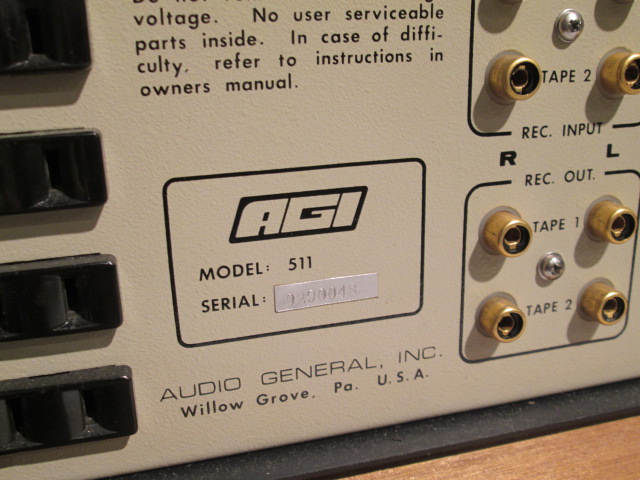 voltage. No user serviceable
parts inside. In case of diffi-
culty, refer to instructions in
owners manual.
TAPE 2
REC. INPUT
R L
REC. OUT.
TAPE 1
TAPE 2
AGI
MODEL: 511
SERIAL:
AUDIO GENERAL, INC.
Willow Grove, Pa. U.S.A.